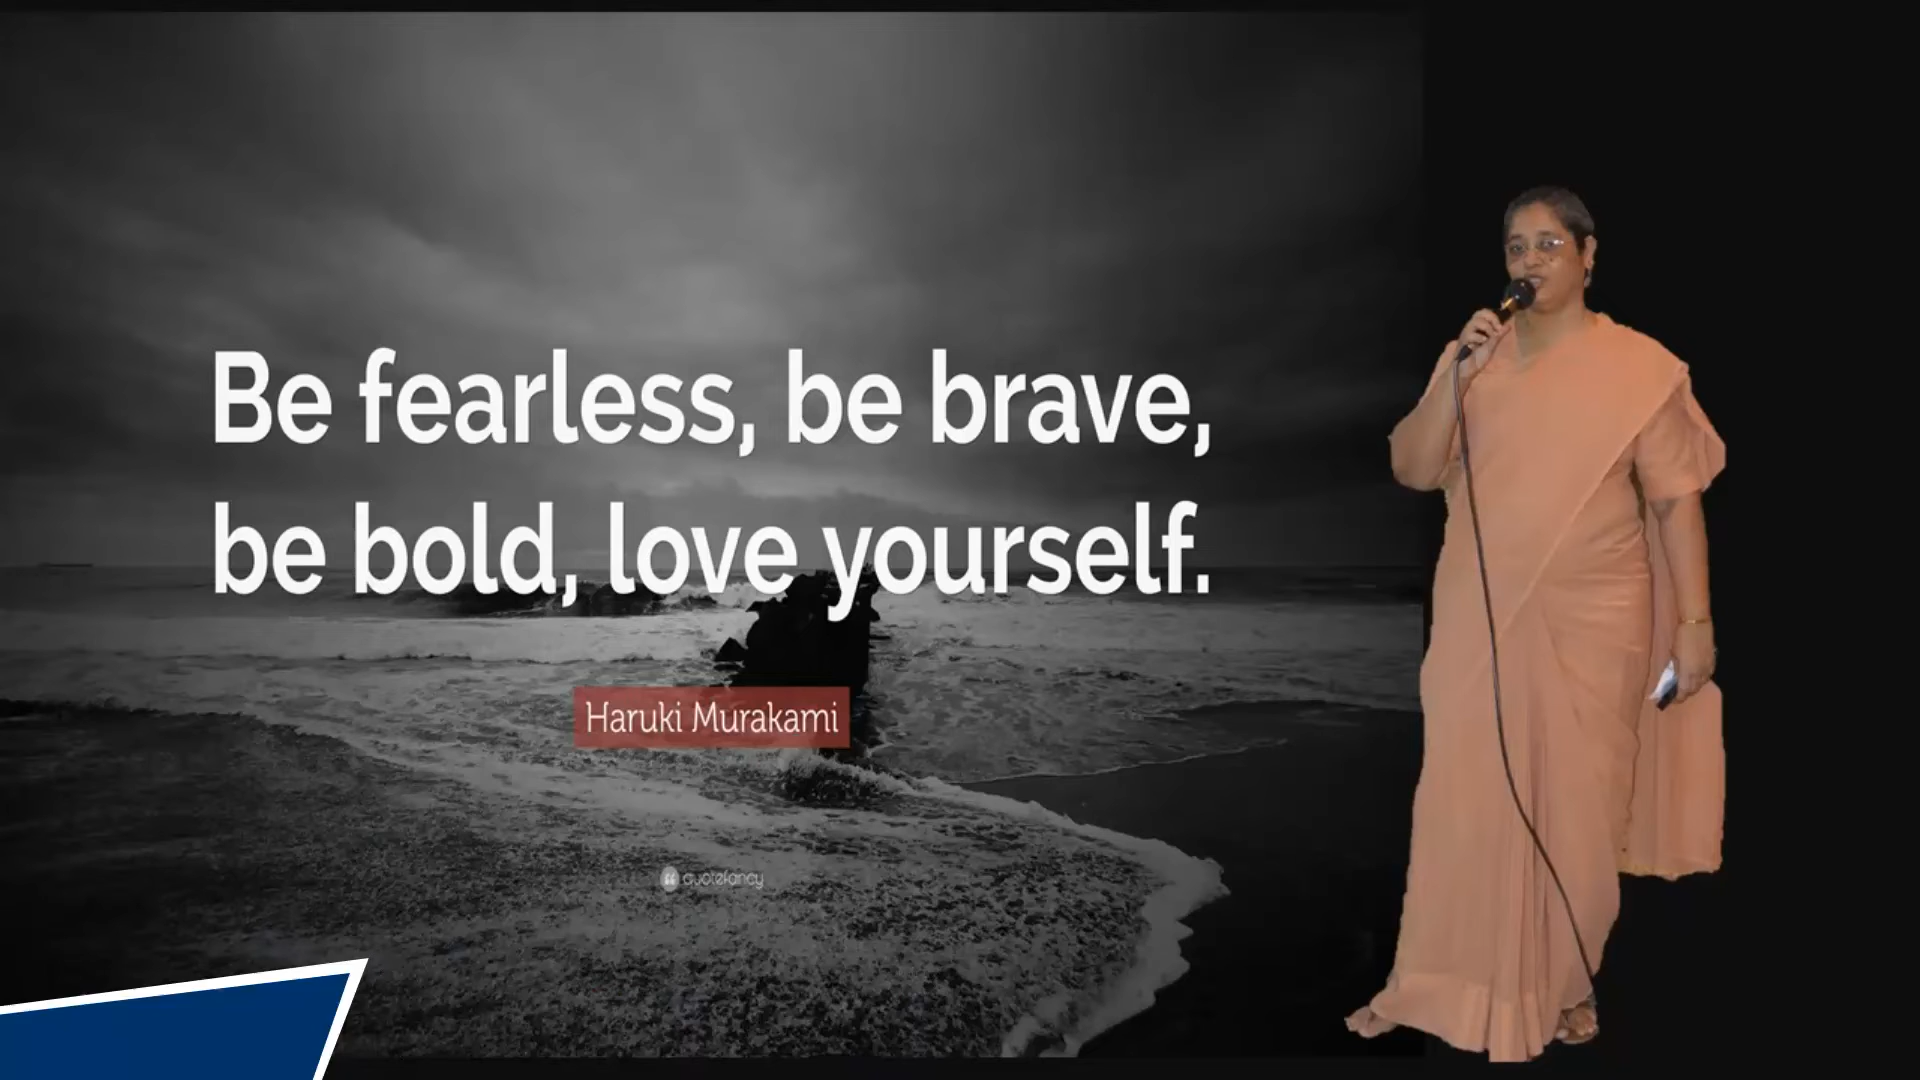 Be fearless, be brave,
be bold, love yourself.
Haruki Murakami
quotefancy